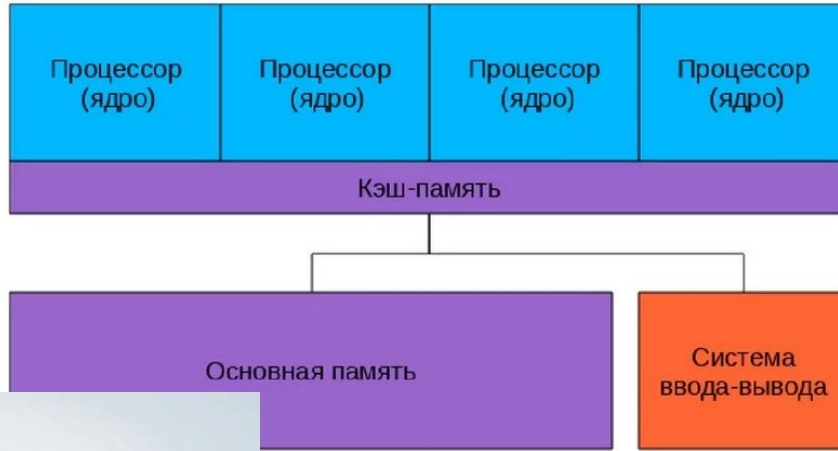 Процессор
(ядро)
Процессор
(ядро)
Процессор
(ядро)
Процессор
(ядро)
Кэш-память
Основная память
Система
ввода-вывода